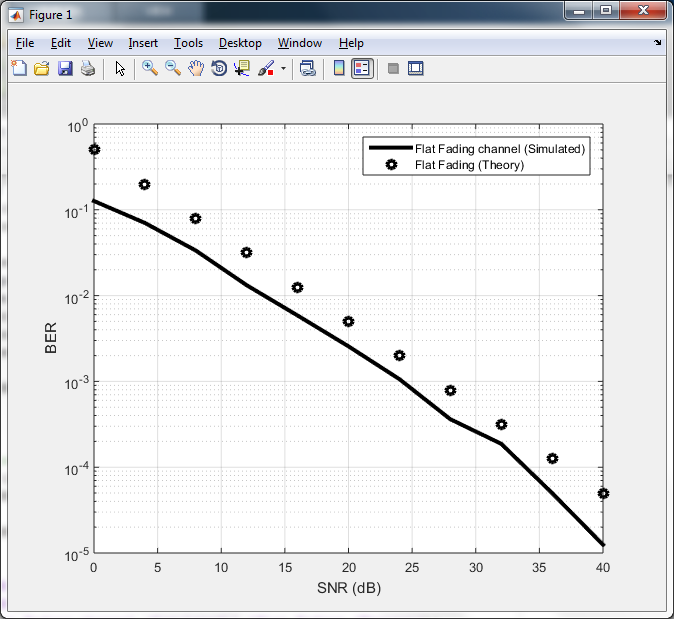 Figure 1
File Edit View Insert Tools Desktop Window Help
Flat Fading channel (Simulated)
Flat Fading (Theory)
10^0
10^-1
10^-2
10^-3
10^-4
10^-5
BER
0 5 10 15 20 25 30 35 40
SNR (dB)